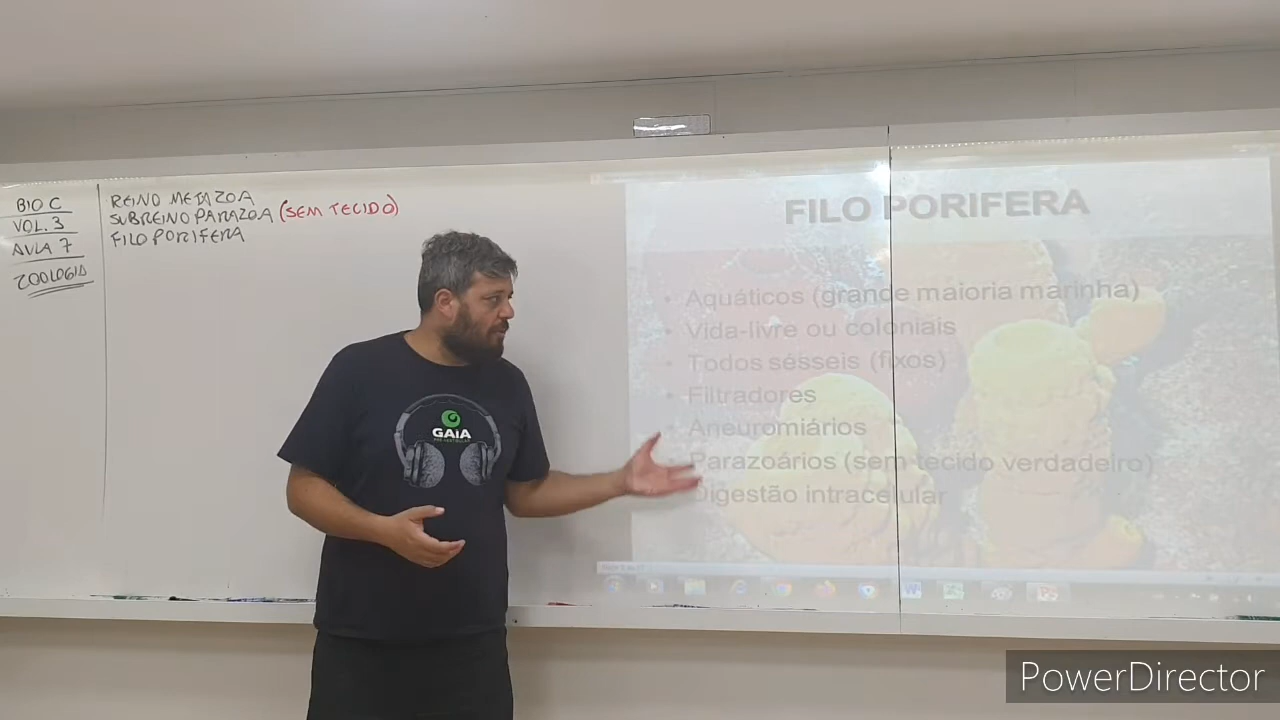 BIO C
VOL. 3
AULA 7
ZOOLOGIA
REINO METAZOA
SUBREINO PARAZOA (SEM TECIDO)
FILO PORIFERA
GAIA
FILO PORIFERA
• Aquáticos (grande maioria marinha)
• Vida-livre ou coloniais
• Todos sésseis (fixos)
• Filtradores
• Aneuromiários
Parazoários (sem tecido verdadeiro)
Digestão intracelular
PowerDirector